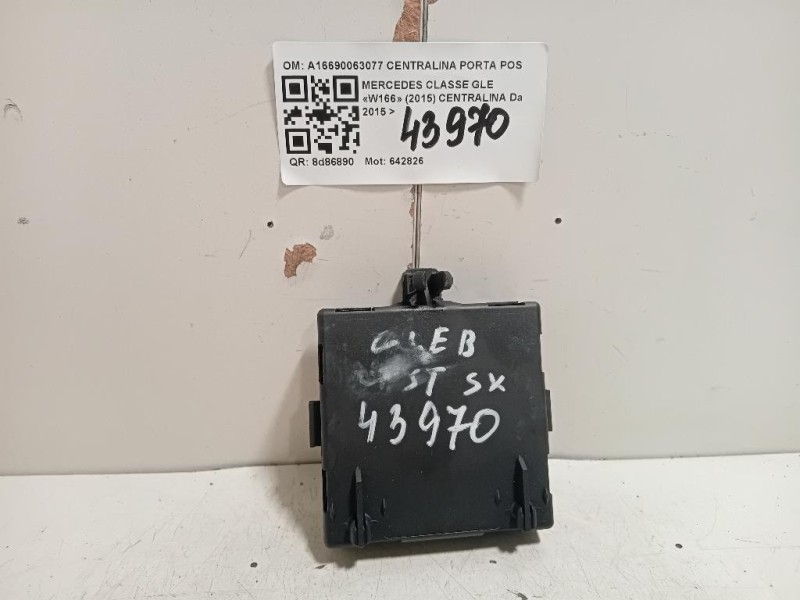 OM: A16690063077 CENTRALINA PORTA POS
MERCEDES CLASSE GLE
«W166» (2015) CENTRALINA Da
2015 >
43970
QR: 8d86890 Mot: 642826
GLE B
ST SX
43970